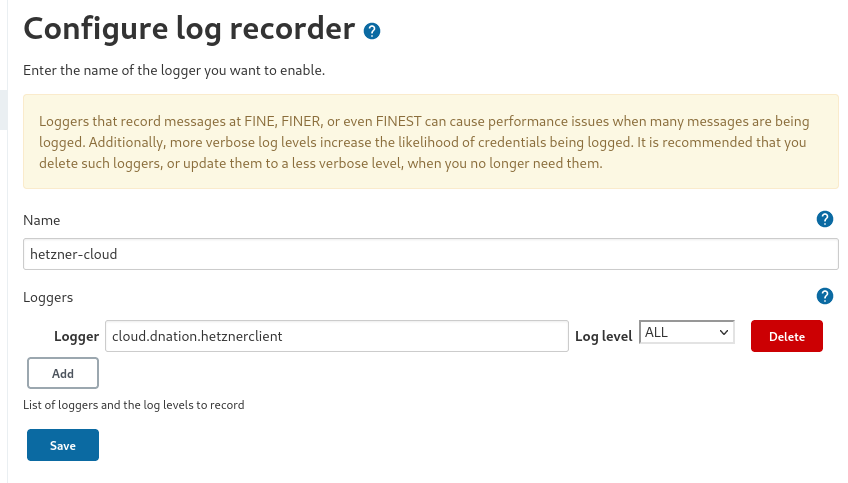 Configure log recorder ?
Enter the name of the logger you want to enable.
Loggers that record messages at FINE, FINER, or even FINEST can cause performance issues when many messages are being
logged. Additionally, more verbose log levels increase the likelihood of credentials being logged. It is recommended that you
delete such loggers, or update them to a less verbose level, when you no longer need them.
Name ?
hetzner-cloud
Loggers ?
Logger cloud.dnation.hetznerclient Log level ALL Delete
Add
List of loggers and the log levels to record
Save